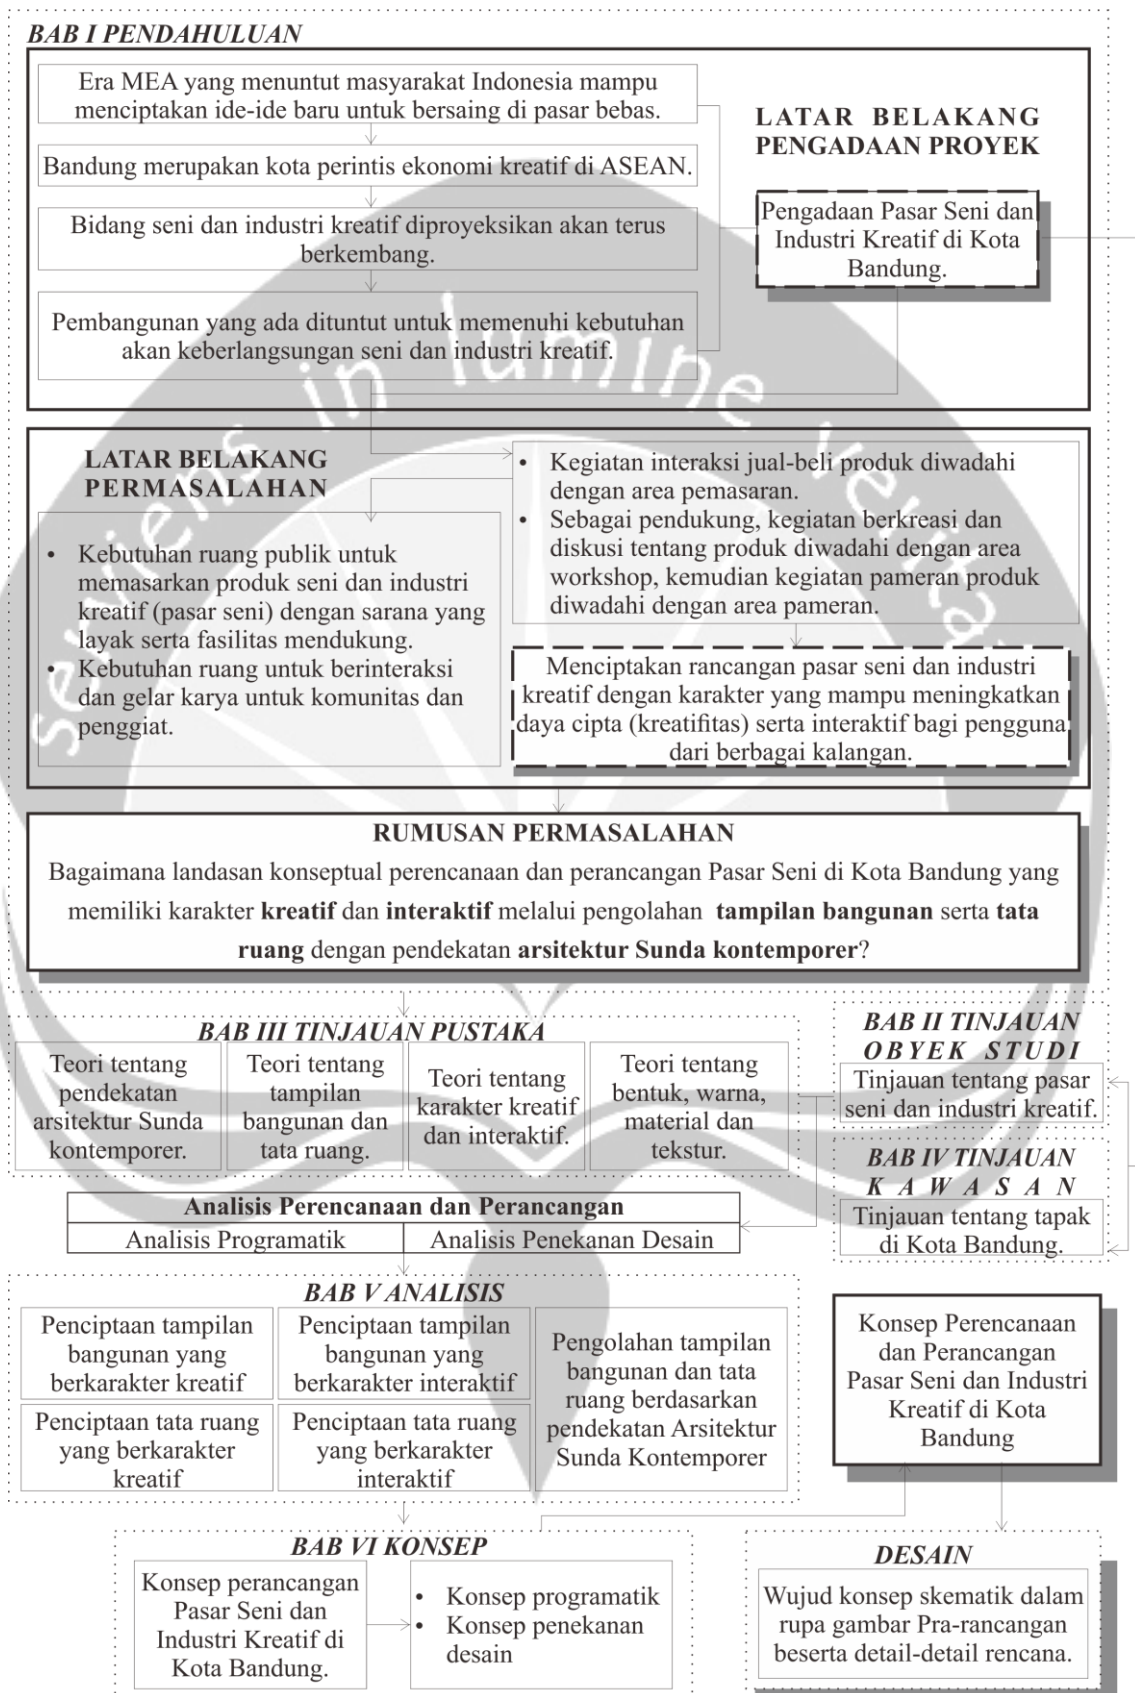 BAB I PENDAHULUAN
Era MEA yang menuntut masyarakat Indonesia mampu
menciptakan ide-ide baru untuk bersaing di pasar bebas.
Bandung merupakan kota perintis ekonomi kreatif di ASEAN.
Bidang seni dan industri kreatif diproyeksikan akan terus
berkembang.
Pembangunan yang ada dituntut untuk memenuhi kebutuhan
akan keberlangsungan seni dan industri kreatif.
LATAR BELAKANG
PENGADAAN PROYEK
Pengadaan Pasar Seni dan
Industri Kreatif di Kota
Bandung.
serviens in lumine veritatis
LATAR BELAKANG
PERMASALAHAN
• Kebutuhan ruang publik untuk
memasarkan produk seni dan industri
kreatif (pasar seni) dengan sarana yang
layak serta fasilitas mendukung.
• Kebutuhan ruang untuk berinteraksi
dan gelar karya untuk komunitas dan
penggiat.
• Kegiatan interaksi jual-beli produk diwadahi
dengan area pemasaran.
• Sebagai pendukung, kegiatan berkreasi dan
diskusi tentang produk diwadahi dengan area
workshop, kemudian kegiatan pameran produk
diwadahi dengan area pameran.
Menciptakan rancangan pasar seni dan industri
kreatif dengan karakter yang mampu meningkatkan
daya cipta (kreatifitas) serta interaktif bagi pengguna
dari berbagai kalangan.
RUMUSAN PERMASALAHAN
Bagaimana landasan konseptual perencanaan dan perancangan Pasar Seni di Kota Bandung yang
memiliki karakter kreatif dan interaktif melalui pengolahan tampilan bangunan serta tata
ruang dengan pendekatan arsitektur Sunda kontemporer?
BAB III TINJAUAN PUSTAKA
Teori tentang
pendekatan
arsitektur Sunda
kontemporer.
Teori tentang
tampilan
bangunan dan
tata ruang.
Teori tentang
karakter kreatif
dan interaktif.
Teori tentang
bentuk, warna,
material dan
tekstur.
BAB II TINJAUAN
OBYEK STUDI
Tinjauan tentang pasar
seni dan industri kreatif.
BAB IV TINJAUAN
KAWASAN
Tinjauan tentang tapak
di Kota Bandung.
Analisis Perencanaan dan Perancangan
Analisis Programatik
Analisis Penekanan Desain
BAB V ANALISIS
Penciptaan tampilan
bangunan yang
berkarakter kreatif
Penciptaan tampilan
bangunan yang
berkarakter interaktif
Penciptaan tata ruang
yang berkarakter
kreatif
Penciptaan tata ruang
yang berkarakter
interaktif
Pengolahan tampilan
bangunan dan tata
ruang berdasarkan
pendekatan Arsitektur
Sunda Kontemporer
Konsep Perencanaan
dan Perancangan
Pasar Seni dan Industri
Kreatif di Kota
Bandung
BAB VI KONSEP
Konsep perancangan
Pasar Seni dan
Industri Kreatif di
Kota Bandung.
• Konsep programatik
• Konsep penekanan
desain
DESAIN
Wujud konsep skematik dalam
rupa gambar Pra-rancangan
beserta detail-detail rencana.